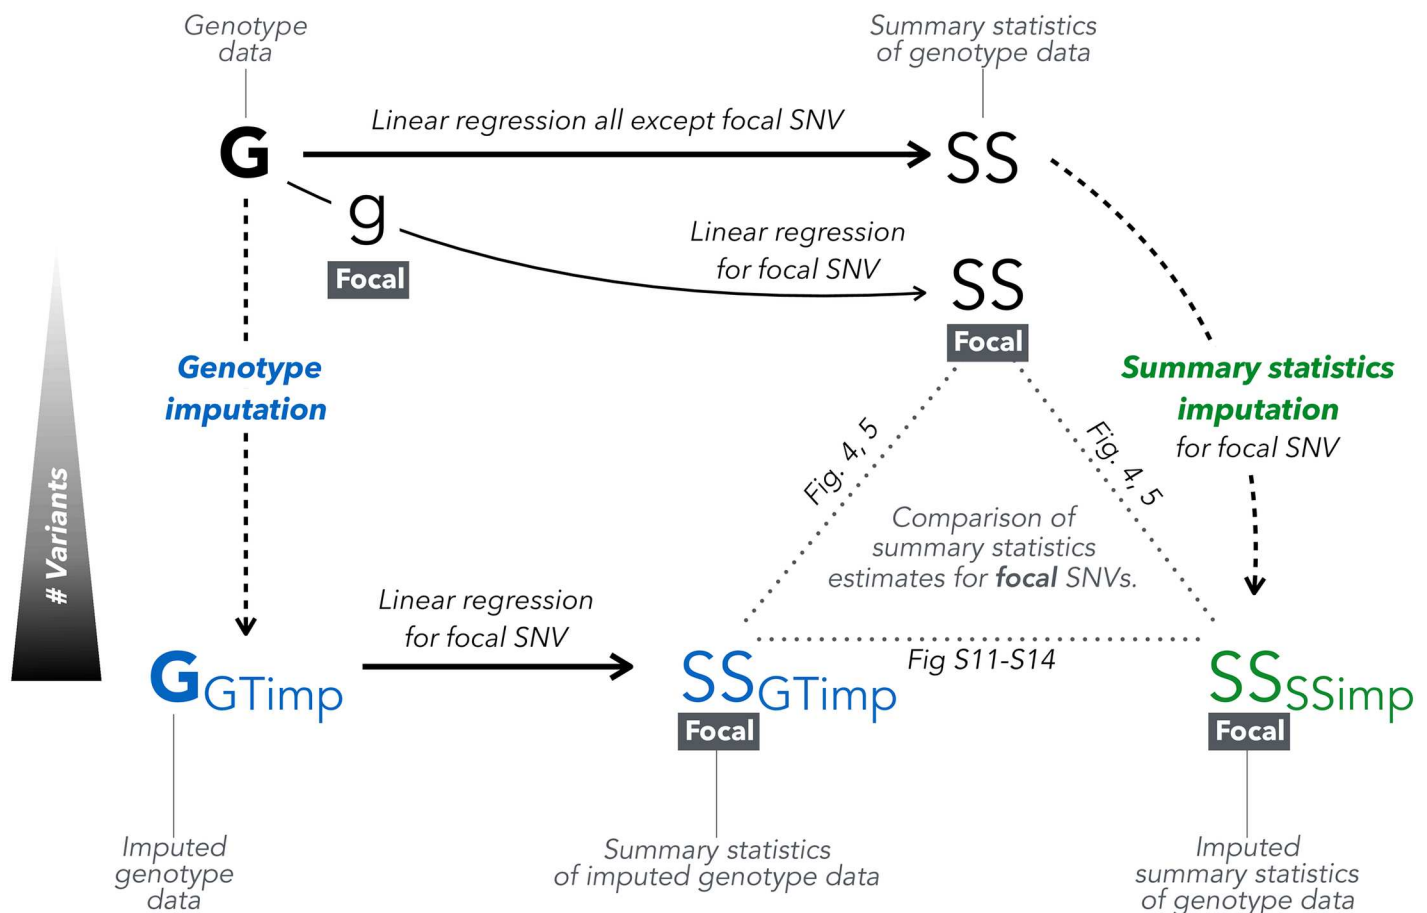 Genotype
data
Summary statistics
of genotype data
Linear regression all except focal SNV
G
SS
g
Focal
Linear regression
for focal SNV
SS
Focal
Genotype
imputation
Summary statistics
imputation
for focal SNV
Fig. 4, 5
Fig. 4, 5
Comparison of
summary statistics
estimates for focal SNVs.
# Variants
Linear regression
for focal SNV
Fig S11-S14
GGTimp
SSGTimp
Focal
SSSSimp
Focal
Imputed
genotype
data
Summary statistics
of imputed genotype data
Imputed
summary statistics
of genotype data